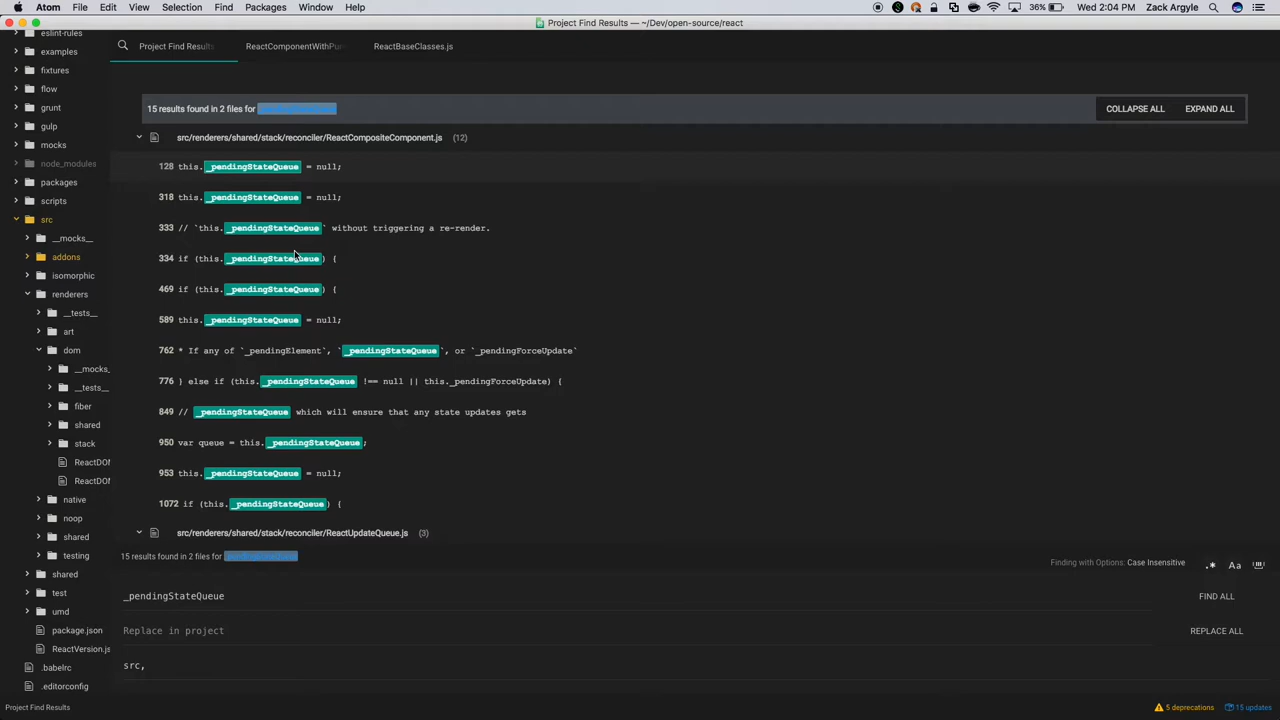 Atom File Edit View Selection Find Packages Window Help 36% Wed 2:04 PM Zack Argyle
Project Find Results — ~/Dev/open-source/react
Project Find Results ReactComponentWithPu ReactBaseClasses.js
eslint-rules
examples
fixtures
flow
grunt
gulp
mocks
node_modules
packages
scripts
src
__mocks__
addons
isomorphic
renderers
__tests__
art
dom
__mocks_
__tests__
fiber
shared
stack
ReactDO
ReactDO
native
noop
shared
testing
shared
test
umd
package.json
ReactVersion.js
.babelrc
.editorconfig
15 results found in 2 files for _pendingStateQueue COLLAPSE ALL EXPAND ALL
src/renderers/shared/stack/reconciler/ReactCompositeComponent.js (12)
128 this._pendingStateQueue = null;
318 this._pendingStateQueue = null;
333 // `this._pendingStateQueue` without triggering a re-render.
334 if (this._pendingStateQueue) {
469 if (this._pendingStateQueue) {
589 this._pendingStateQueue = null;
762 * If any of `_pendingElement`, `_pendingStateQueue`, or `_pendingForceUpdate`
776 } else if (this._pendingStateQueue !== null || this._pendingForceUpdate) {
849 // _pendingStateQueue which will ensure that any state updates gets
950 var queue = this._pendingStateQueue;
953 this._pendingStateQueue = null;
1072 if (this._pendingStateQueue) {
src/renderers/shared/stack/reconciler/ReactUpdateQueue.js (3)
15 results found in 2 files for _pendingStateQueue
Finding with Options: Case Insensitive .* Aa
_pendingStateQueue FIND ALL
Replace in project REPLACE ALL
src,
Project Find Results 5 deprecations 15 updates